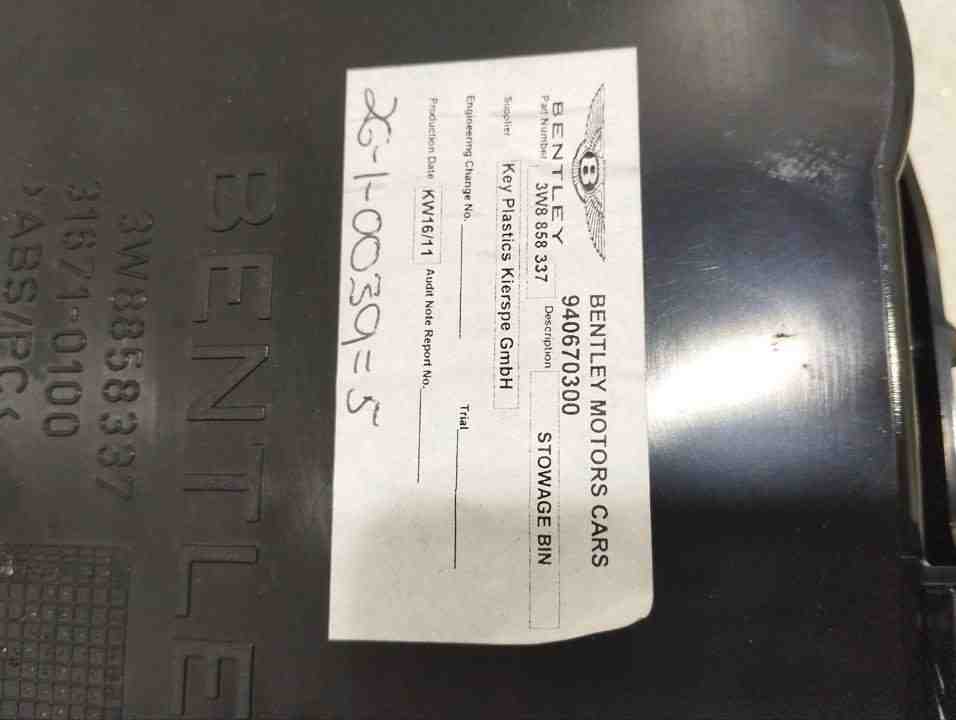 BENTLEY MOTORS CARS
940670300
BENTLEY
Part Number 3W8 858 337 Description STOWAGE BIN
Supplier Key Plastics Kierspe GmbH
Engineering Change No. Trial
Production Date KW16/11 Audit Note Report No.
26-1-00359=5
BENTLE
3W8858337
31671-0100
>ABS/PC<